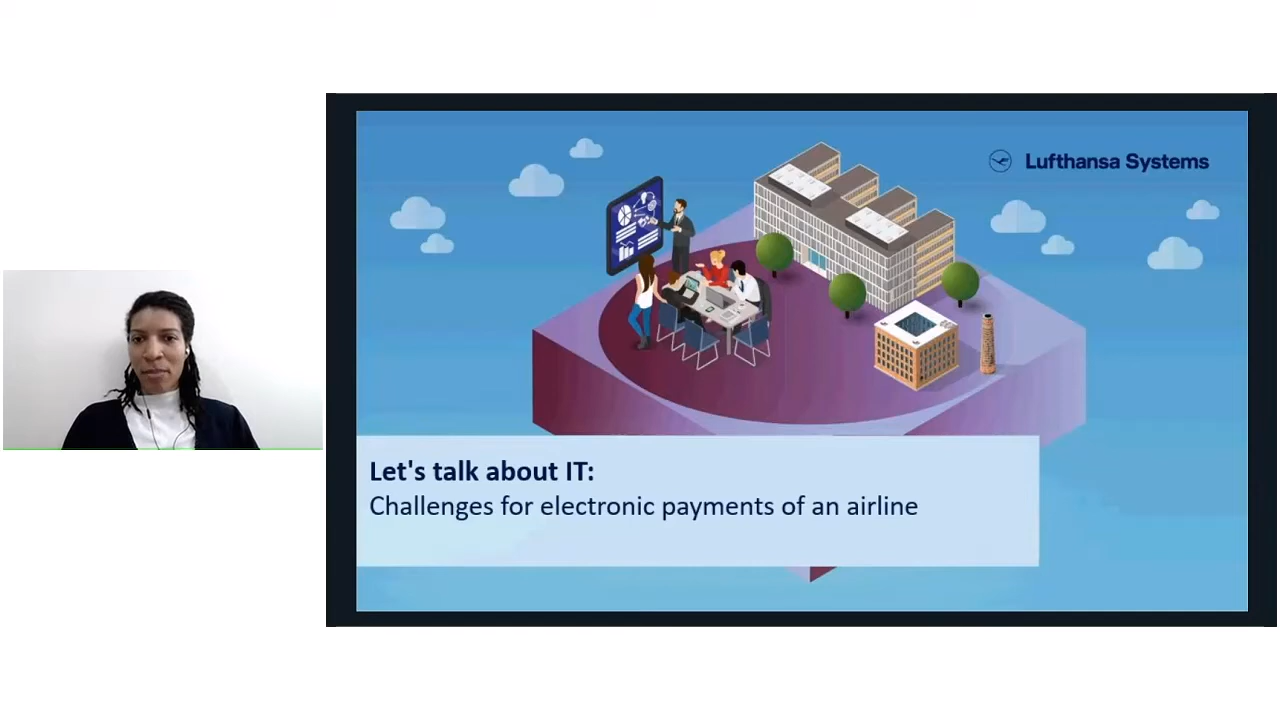 Lufthansa Systems
Let's talk about IT:
Challenges for electronic payments of an airline